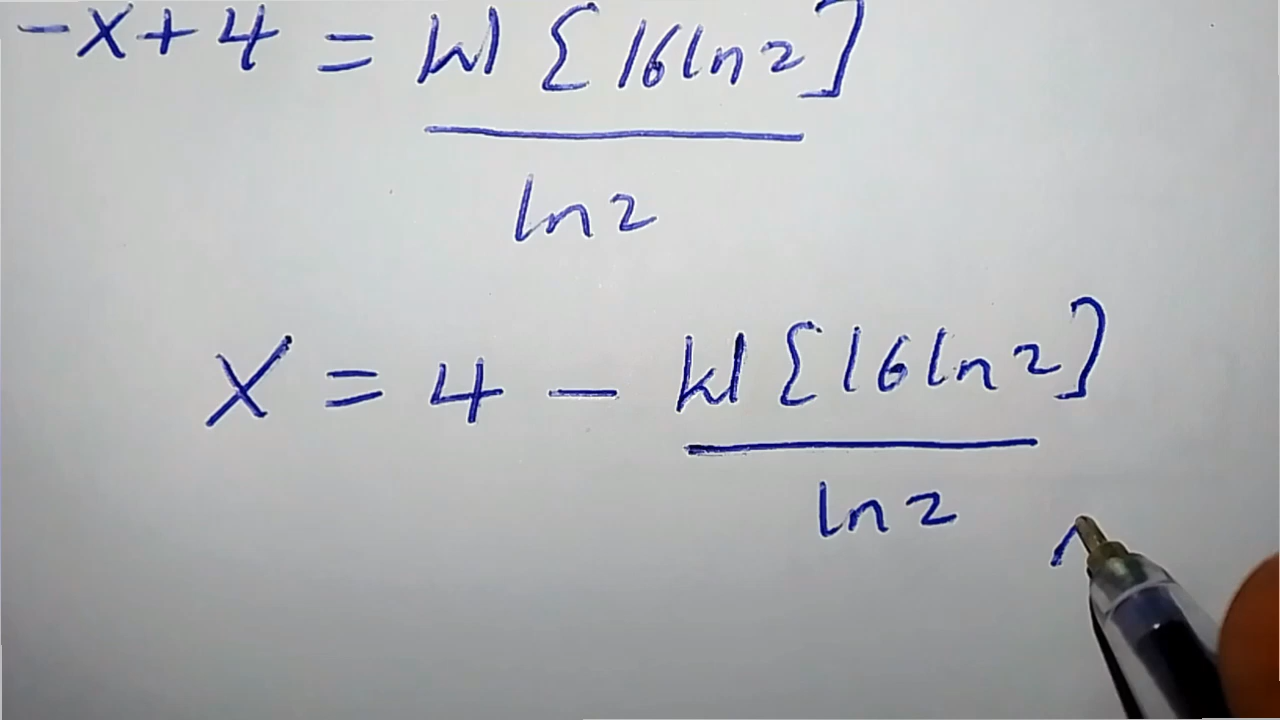 -x+4 = W{16ln2}
ln2
x = 4 - W{16ln2}
ln2